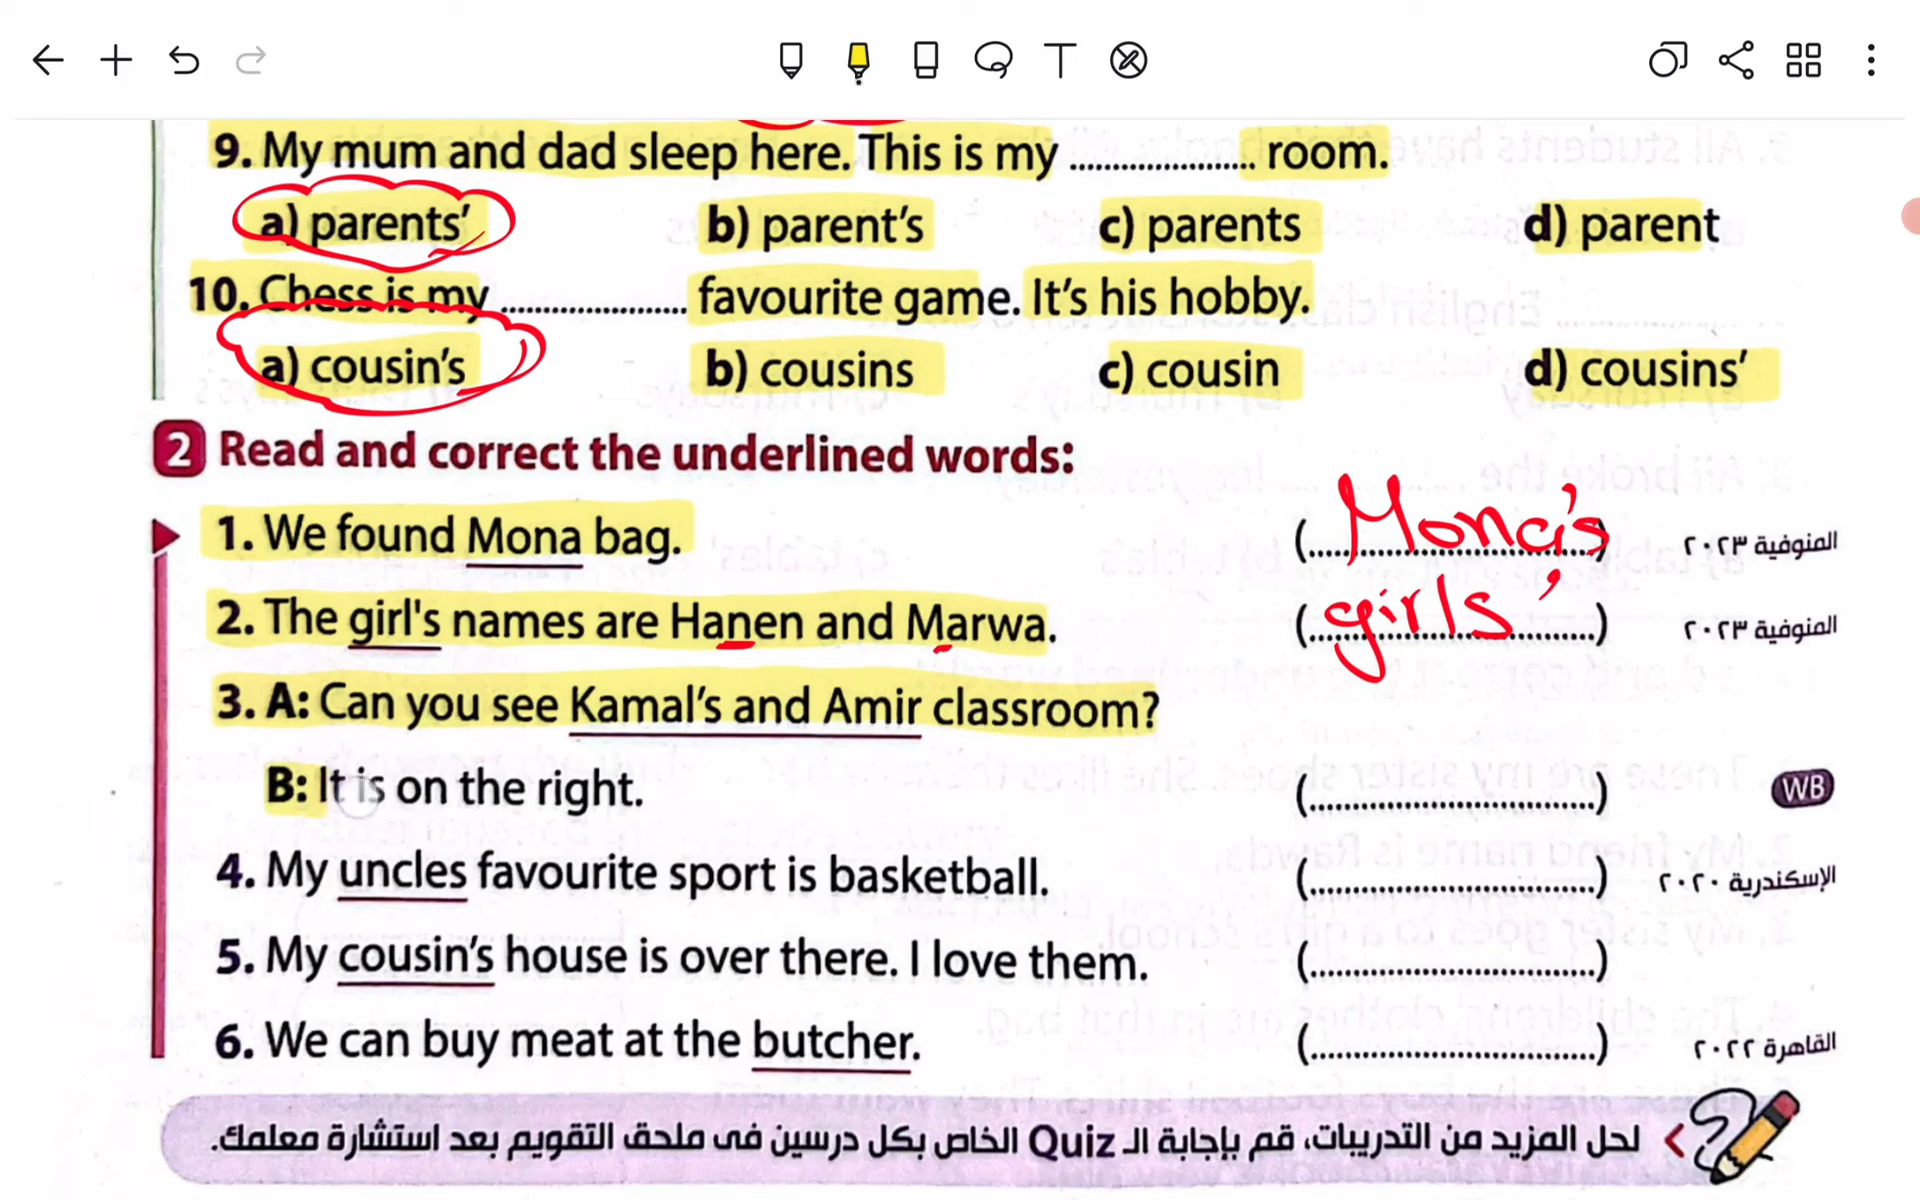 9. My mum and dad sleep here. This is my .................... room.
a) parents' b) parent's c) parents d) parent
10. Chess is my .................... favourite game. It's his hobby.
a) cousin's b) cousins c) cousin d) cousins'
2 Read and correct the underlined words:
1. We found Mona bag. (Mona's) المنوفية ٢٠٢٣
2. The girl's names are Hanen and Marwa. (girls') المنوفية ٢٠٢٣
3. A: Can you see Kamal's and Amir classroom?
B: It is on the right. (..............................) WB
4. My uncles favourite sport is basketball. (..............................) الإسكندرية ٢٠٢٠
5. My cousin's house is over there. I love them. (..............................)
6. We can buy meat at the butcher. (..............................) القاهرة ٢٠٢٢
لحل المزيد من التدريبات، قم بإجابة الـ Quiz الخاص بكل درسين فى ملحق التقويم بعد استشارة معلمك.